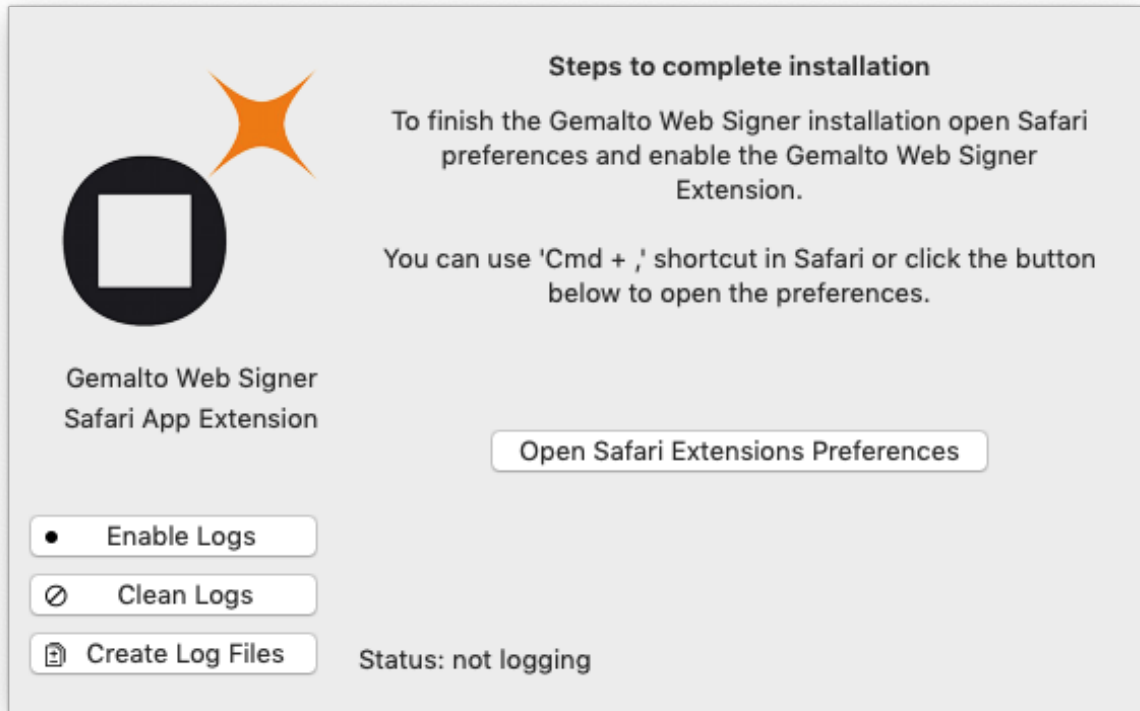 Steps to complete installation
To finish the Gemalto Web Signer installation open Safari
preferences and enable the Gemalto Web Signer
Extension.
You can use 'Cmd + ,' shortcut in Safari or click the button
below to open the preferences.
Gemalto Web Signer
Safari App Extension
Open Safari Extensions Preferences
Enable Logs
Clean Logs
Create Log Files
Status: not logging